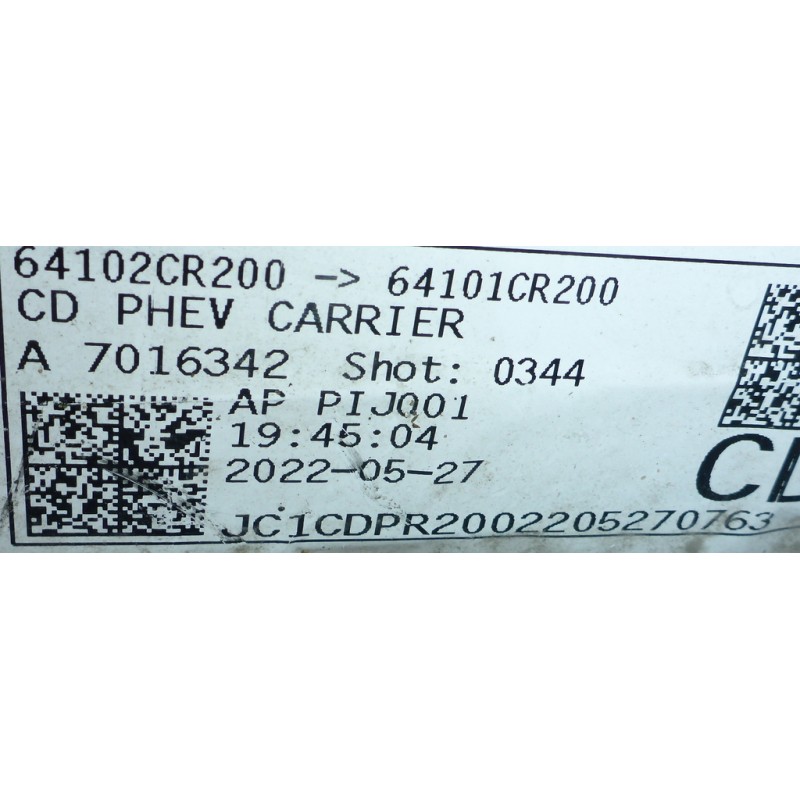 64102CR200 -> 64101CR200
CD PHEV CARRIER
A 7016342 Shot: 0344
AP PIJ001
19:45:04
2022-05-27
JC1CDPR2002205270763